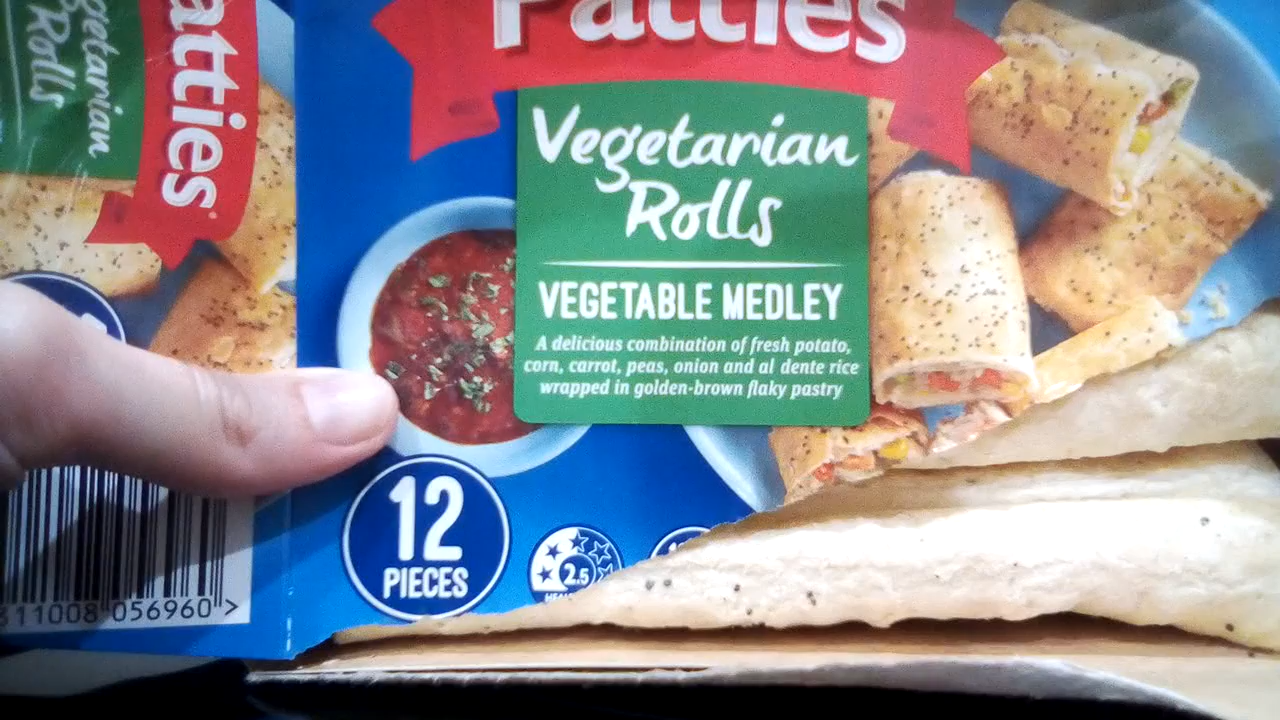 Patties
Vegetarian
Rolls
VEGETABLE MEDLEY
A delicious combination of fresh potato,
corn, carrot, peas, onion and al dente rice
wrapped in golden-brown flaky pastry
12
PIECES
2.5
atties
getarian
Rolls
311008 056960 >